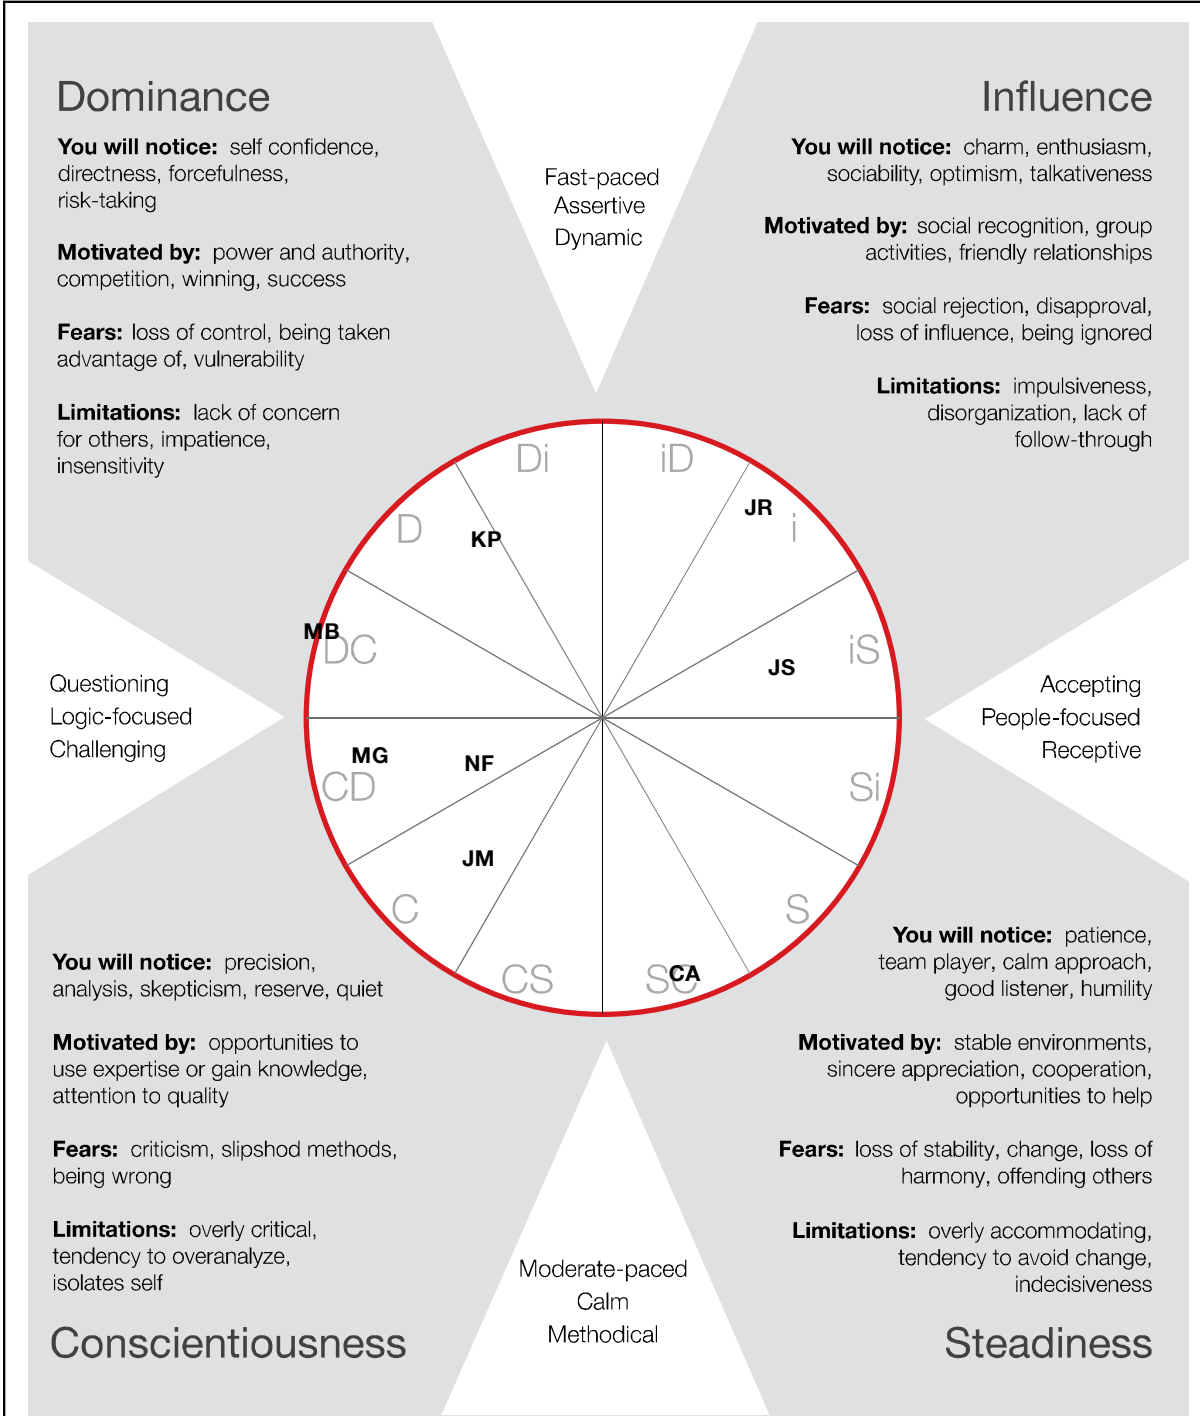 Dominance
You will notice: self confidence,
directness, forcefulness,
risk-taking
Motivated by: power and authority,
competition, winning, success
Fears: loss of control, being taken
advantage of, vulnerability
Limitations: lack of concern
for others, impatience,
insensitivity
Fast-paced
Assertive
Dynamic
Influence
You will notice: charm, enthusiasm,
sociability, optimism, talkativeness
Motivated by: social recognition, group
activities, friendly relationships
Fears: social rejection, disapproval,
loss of influence, being ignored
Limitations: impulsiveness,
disorganization, lack of
follow-through
Di
iD
JR
i
D
KP
MB
DC
iS
JS
Questioning
Logic-focused
Challenging
Accepting
People-focused
Receptive
MG
NF
CD
Si
JM
C
S
CS
SC
CA
You will notice: precision,
analysis, skepticism, reserve, quiet
Motivated by: opportunities to
use expertise or gain knowledge,
attention to quality
Fears: criticism, slipshod methods,
being wrong
Limitations: overly critical,
tendency to overanalyze,
isolates self
Conscientiousness
Moderate-paced
Calm
Methodical
You will notice: patience,
team player, calm approach,
good listener, humility
Motivated by: stable environments,
sincere appreciation, cooperation,
opportunities to help
Fears: loss of stability, change, loss of
harmony, offending others
Limitations: overly accommodating,
tendency to avoid change,
indecisiveness
Steadiness